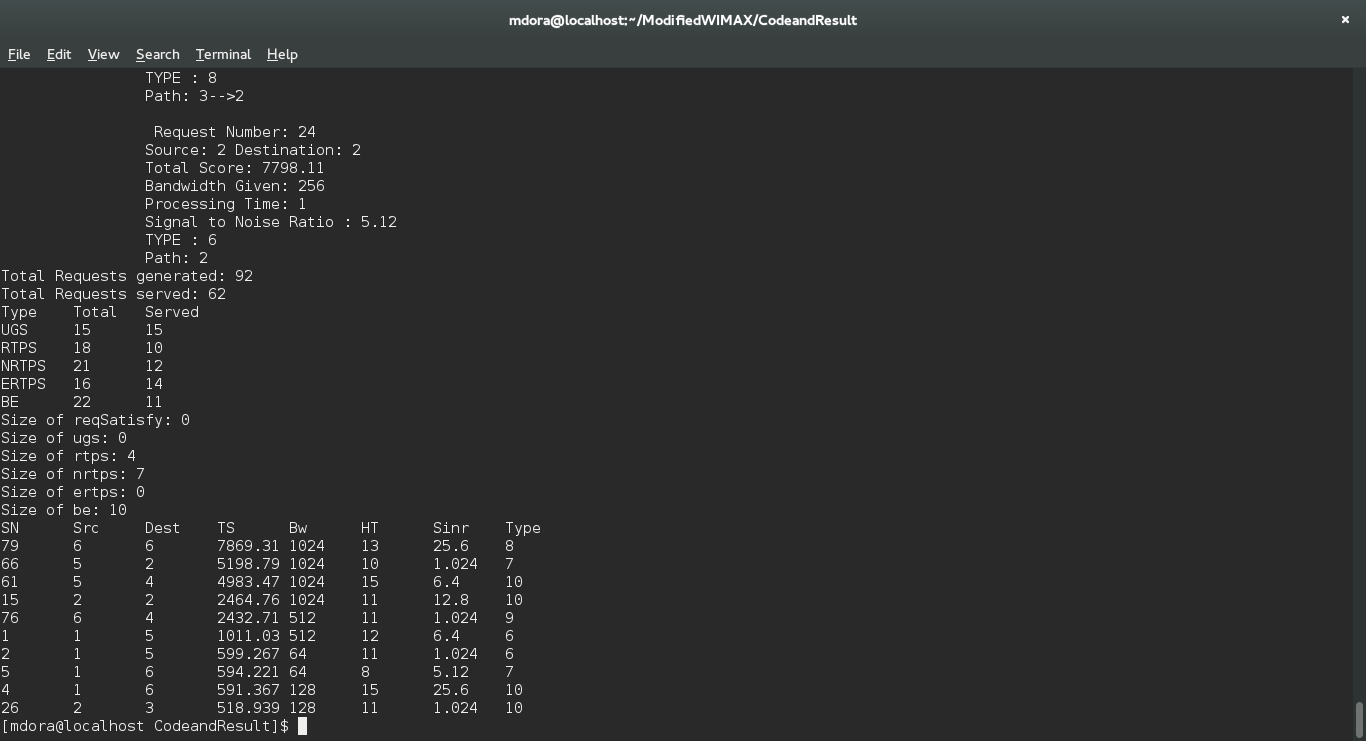 mdora@localhost:~/ModifiedWIMAX/CodeandResult ×
File Edit View Search Terminal Help
TYPE : 8
Path: 3-->2
Request Number: 24
Source: 2 Destination: 2
Total Score: 7798.11
Bandwidth Given: 256
Processing Time: 1
Signal to Noise Ratio : 5.12
TYPE : 6
Path: 2
Total Requests generated: 92
Total Requests served: 62
Type Total Served
UGS 15 15
RTPS 18 10
NRTPS 21 12
ERTPS 16 14
BE 22 11
Size of reqSatisfy: 0
Size of ugs: 0
Size of rtps: 4
Size of nrtps: 7
Size of ertps: 0
Size of be: 10
SN Src Dest TS Bw HT Sinr Type
79 6 6 7869.31 1024 13 25.6 8
66 5 2 5198.79 1024 10 1.024 7
61 5 4 4983.47 1024 15 6.4 10
15 2 2 2464.76 1024 11 12.8 10
76 6 4 2432.71 512 11 1.024 9
1 1 5 1011.03 512 12 6.4 6
2 1 5 599.267 64 11 1.024 6
5 1 6 594.221 64 8 5.12 7
4 1 6 591.367 128 15 25.6 10
26 2 3 518.939 128 11 1.024 10
[mdora@localhost CodeandResult]$